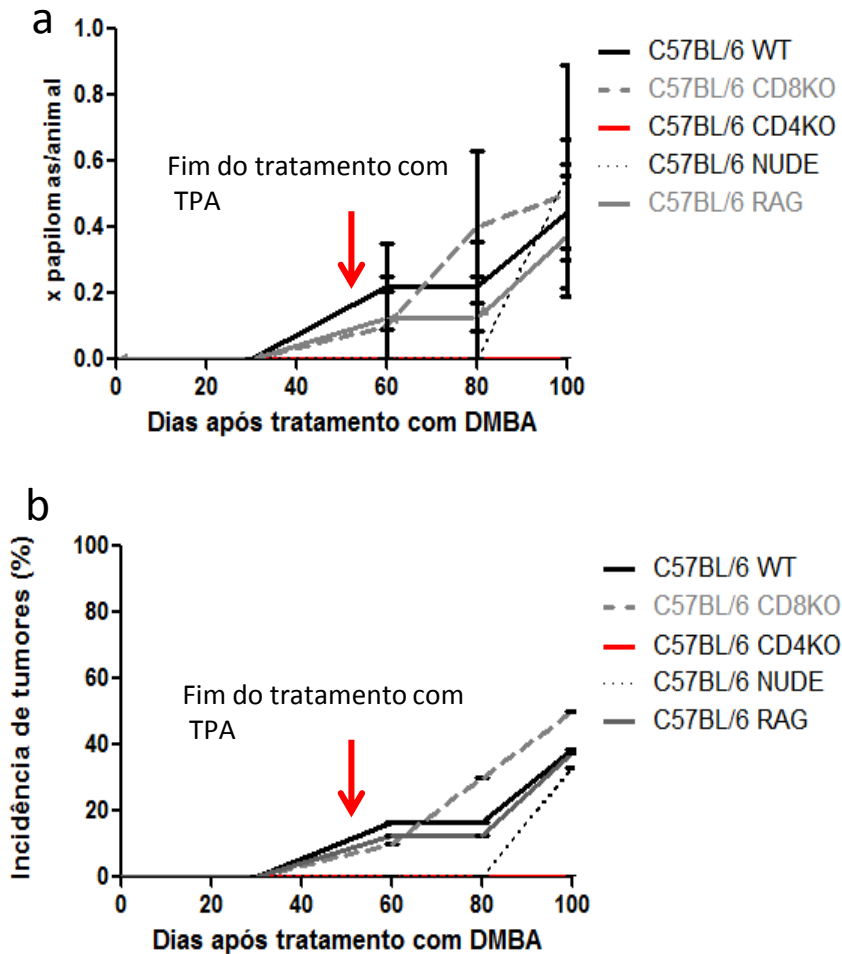 a
1.0
0.8
0.6
0.4
0.2
0.0
x papilomas/animal
Fim do tratamento com
TPA
0 20 40 60 80 100
Dias após tratamento com DMBA
C57BL/6 WT
C57BL/6 CD8KO
C57BL/6 CD4KO
C57BL/6 NUDE
C57BL/6 RAG
b
100
80
60
40
20
0
Incidência de tumores (%)
Fim do tratamento com
TPA
0 20 40 60 80 100
Dias após tratamento com DMBA
C57BL/6 WT
C57BL/6 CD8KO
C57BL/6 CD4KO
C57BL/6 NUDE
C57BL/6 RAG